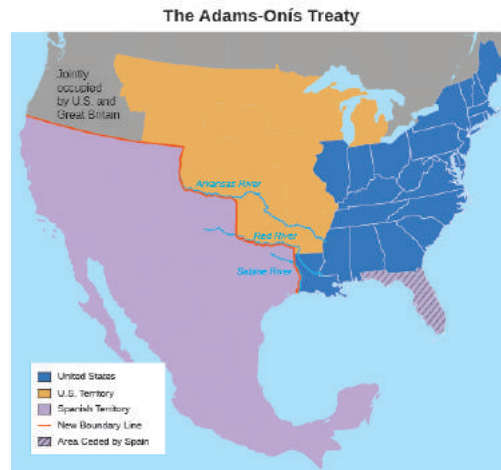 The Adams-Onís Treaty
Jointly
occupied
by U.S. and
Great Britain
Arkansas River
Red River
Sabine River
United States
U.S. Territory
Spanish Territory
New Boundary Line
Area Ceded by Spain